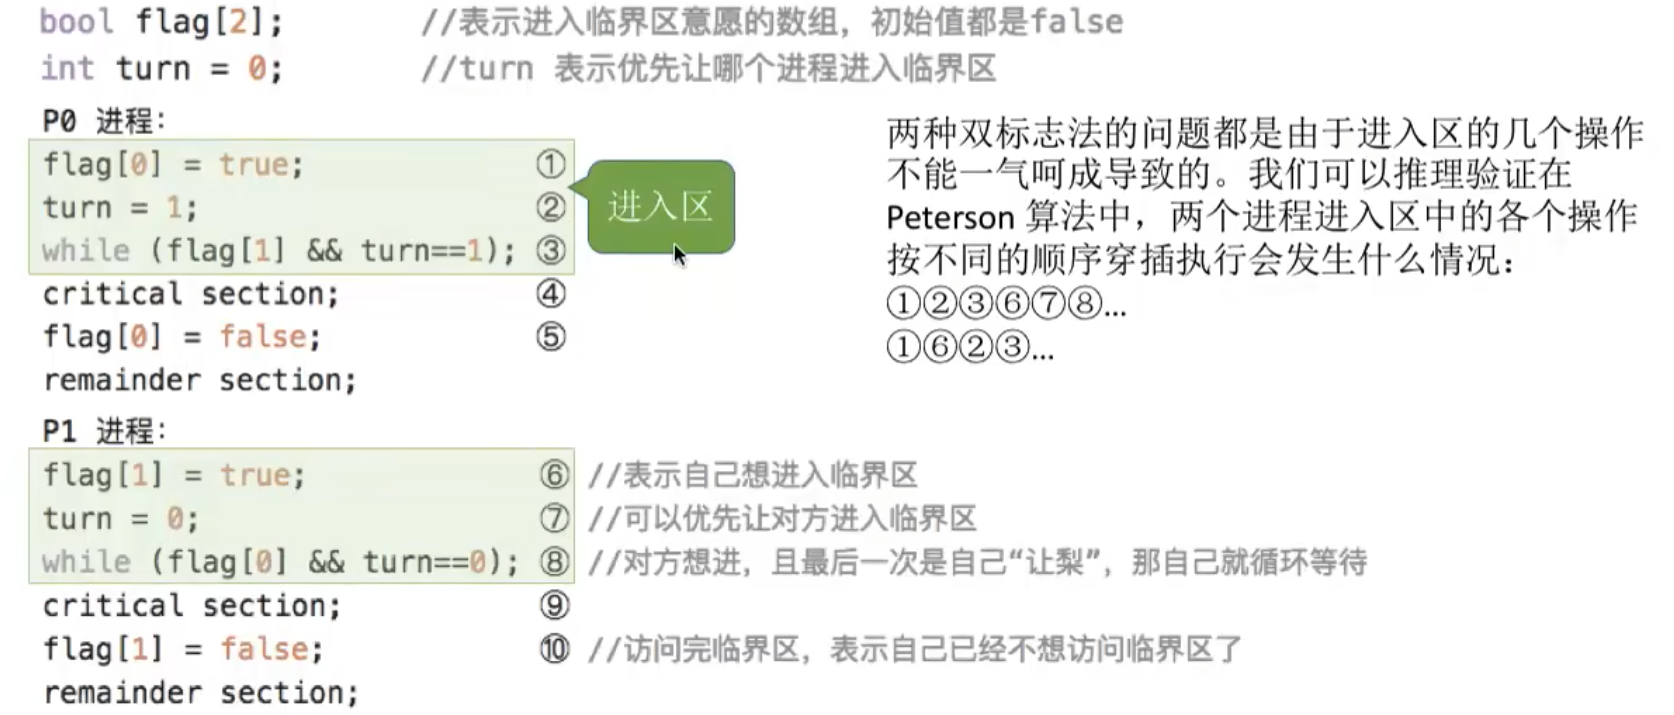 bool flag[2]; //表示进入临界区意愿的数组，初始值都是false
int turn = 0; //turn 表示优先让哪个进程进入临界区
P0 进程：
flag[0] = true; ①
turn = 1; ②
while (flag[1] && turn==1); ③
critical section; ④
flag[0] = false; ⑤
remainder section;
进入区
两种双标志法的问题都是由于进入区的几个操作
不能一气呵成导致的。我们可以推理验证在
Peterson 算法中，两个进程进入区中的各个操作
按不同的顺序穿插执行会发生什么情况：
①②③⑥⑦⑧...
①⑥②③...
P1 进程：
flag[1] = true; ⑥ //表示自己想进入临界区
turn = 0; ⑦ //可以优先让对方进入临界区
while (flag[0] && turn==0); ⑧ //对方想进，且最后一次是自己“让梨”，那自己就循环等待
critical section; ⑨
flag[1] = false; ⑩ //访问完临界区，表示自己已经不想访问临界区了
remainder section;